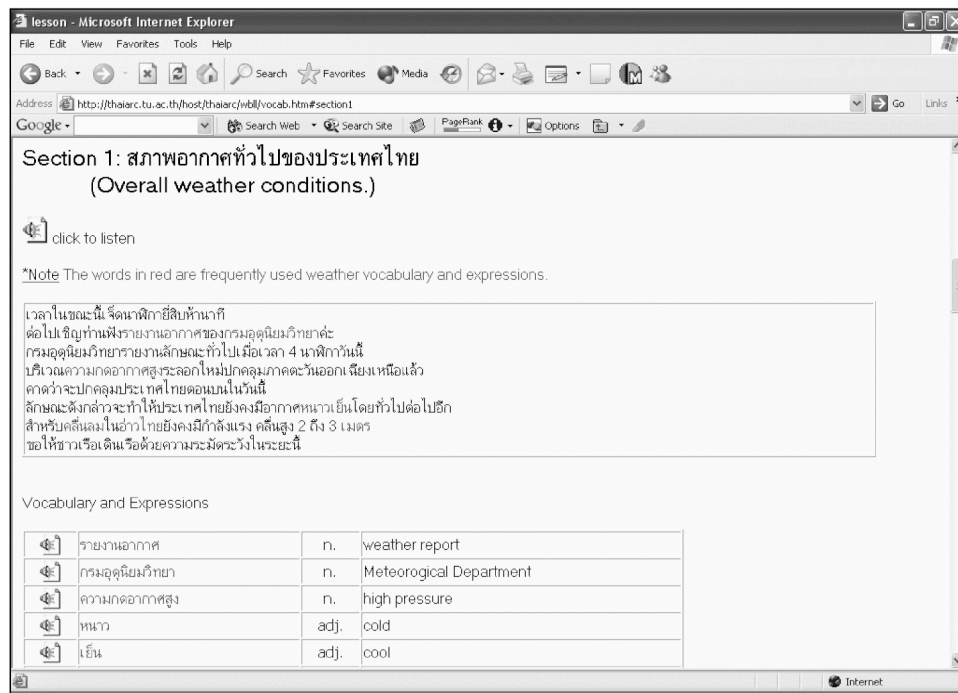 lesson - Microsoft Internet Explorer
File Edit View Favorites Tools Help
Back Search Favorites Media
Address http://thaiarc.tu.ac.th/host/thaiarc/wbll/vocab.htm#section1 Go Links
Google Search Web Search Site PageRank Options
Section 1: สภาพอากาศทั่วไปของประเทศไทย
(Overall weather conditions.)
click to listen
*Note The words in red are frequently used weather vocabulary and expressions.
เวลาในขณะนี้เจ็ดนาฬิกายี่สิบห้านาที
ต่อไปเชิญท่านฟังรายงานอากาศของกรมอุตุนิยมวิทยาค่ะ
กรมอุตุนิยมวิทยารายงานลักษณะทั่วไปเมื่อเวลา 4 นาฬิกาวันนี้
บริเวณความกดอากาศสูงระลอกใหม่ปกคลุมภาคตะวันออกเฉียงเหนือแล้ว
คาดว่าจะปกคลุมประเทศไทยตอนบนในวันนี้
ลักษณะดังกล่าวจะทำให้ประเทศไทยยังคงมีอากาศหนาวเย็นโดยทั่วไปต่อไปอีก
สำหรับคลื่นลมในอ่าวไทยยังคงมีกำลังแรง คลื่นสูง 2 ถึง 3 เมตร
ขอให้ชาวเรือเดินเรือด้วยความระมัดระวังในระยะนี้
Vocabulary and Expressions
รายงานอากาศ n. weather report
กรมอุตุนิยมวิทยา n. Meteorogical Department
ความกดอากาศสูง n. high pressure
หนาว adj. cold
เย็น adj. cool
Internet